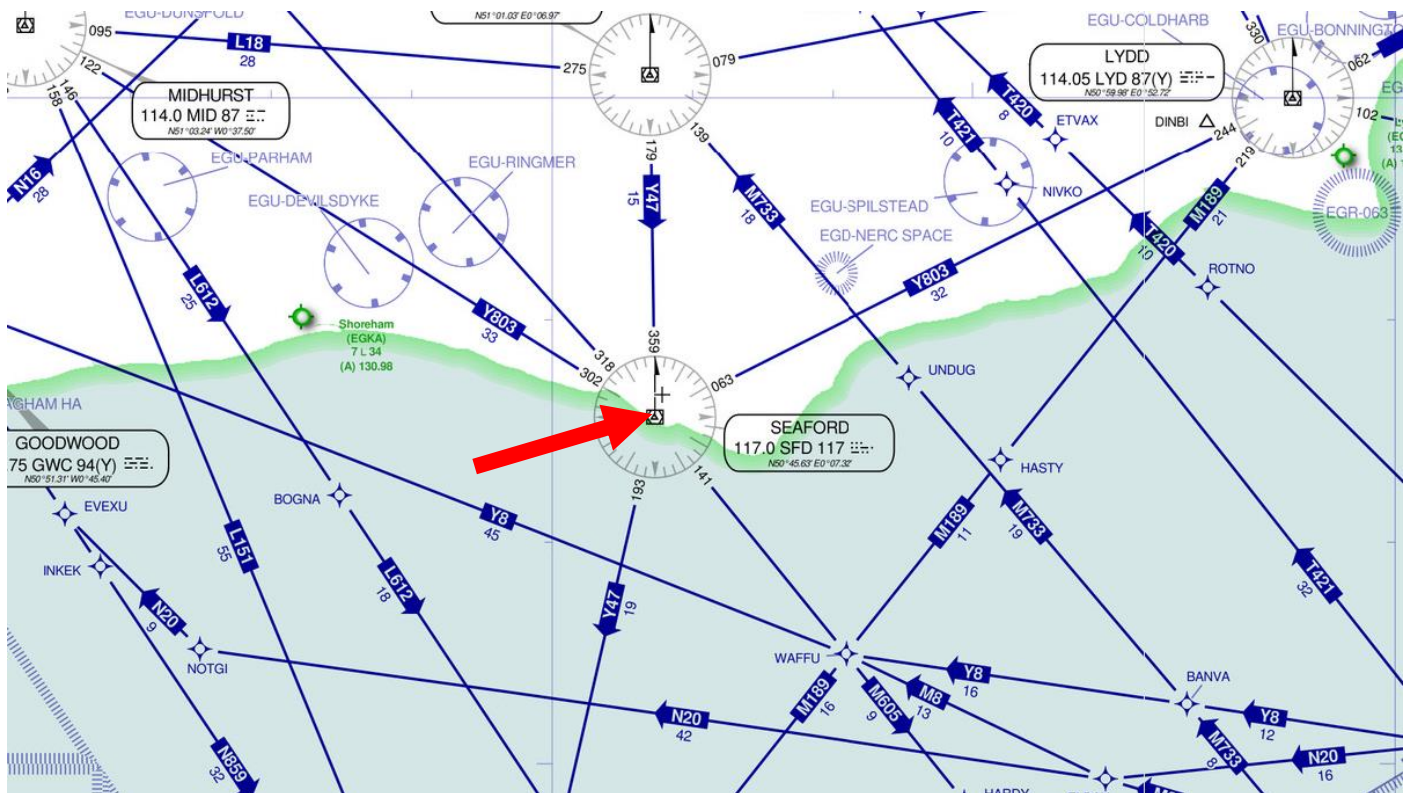 EGU-DUNSFOLD
N51°01.03' E0°06.97'
EGU-COLDHARB
EGU-BONNINGTO
095
L18
28
275
079
330
062
122
MIDHURST
114.0 MID 87
N51°03.24' W0°37.50'
LYDD
114.05 LYD 87(Y)
N50°59.98' E0°52.72'
146
158
T420
8
ETVAX
DINBI
244
102
139
T421
10
179
219
EGU-PARHAM
EGU-RINGMER
N16
28
Y47
15
M733
18
NIVKO
EGU-DEVILSDYKE
EGU-SPILSTEAD
M189
21
EGR-063
EGD-NERC SPACE
T420
10
L612
25
Y803
32
ROTNO
Y803
33
Shoreham
(EGKA)
7 L 34
(A) 130.98
359
318
302
063
UNDUG
AGHAM HA
GOODWOOD
.75 GWC 94(Y)
N50°51.31' W0°45.40'
SEAFORD
117.0 SFD 117
N50°45.63' E0°07.32'
HASTY
193
141
BOGNA
EVEXU
Y8
45
M189
11
M733
19
L151
55
INKEK
L612
18
T421
32
N20
9
Y47
19
NOTGI
WAFFU
Y8
16
BANVA
M189
16
M605
9
M8
13
N20
42
Y8
12
M733
8
N20
16
N859
32
HARDY